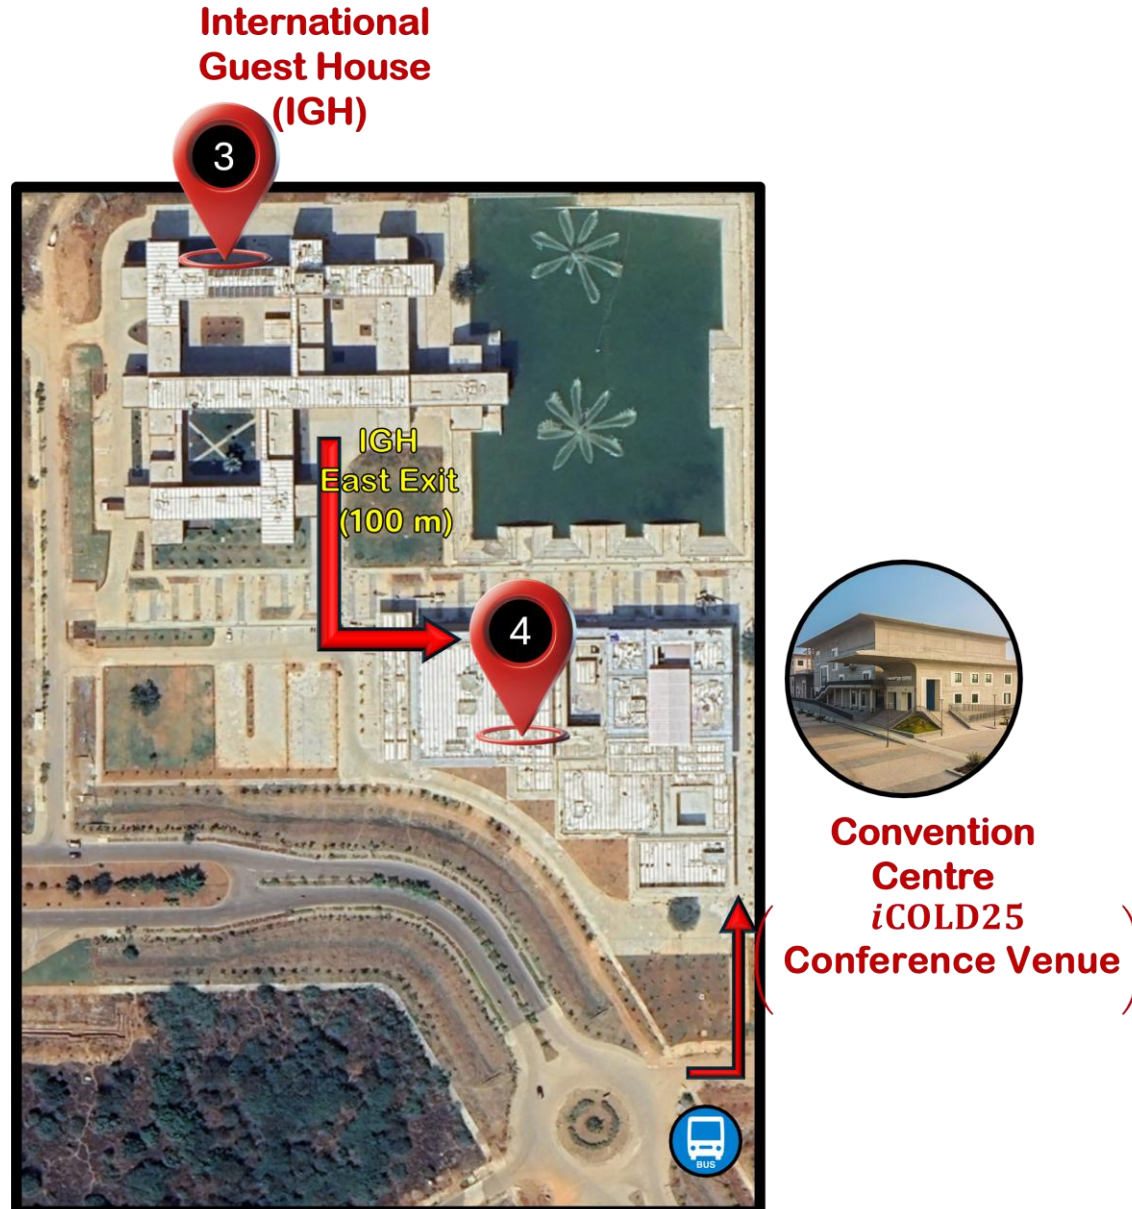 International
Guest House
(IGH)
3
IGH
East Exit
(100 m)
4
Convention
Centre
(iCOLD25
Conference Venue)
BUS